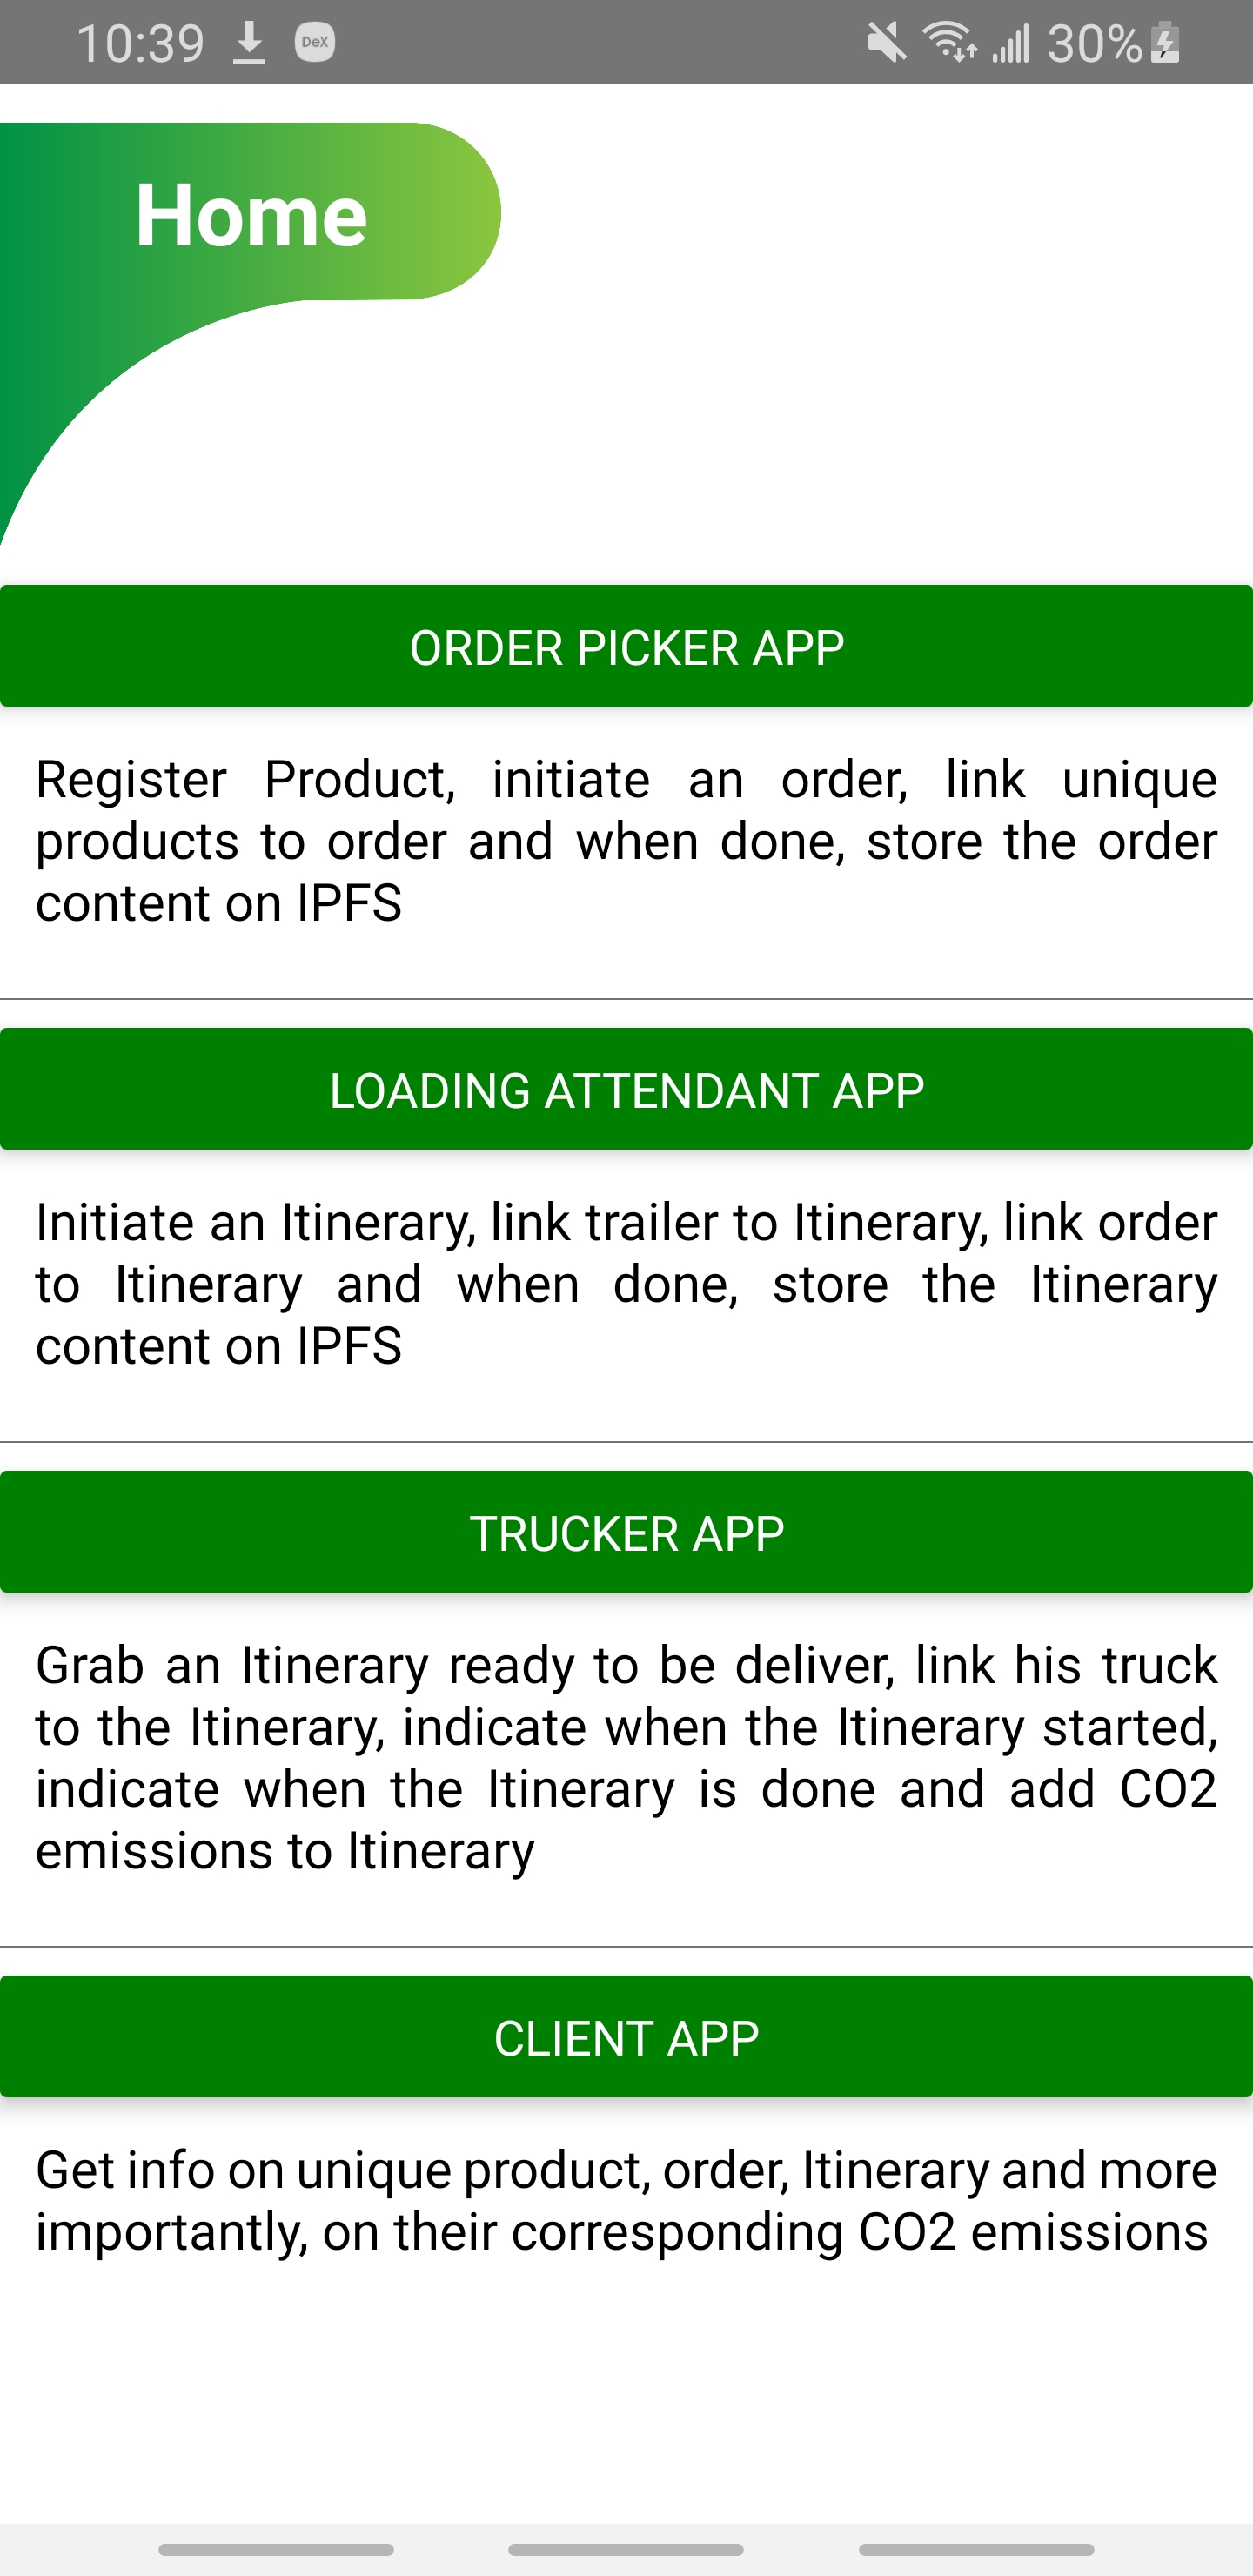 10:39
DeX
30%
Home
ORDER PICKER APP
Register Product, initiate an order, link unique
products to order and when done, store the order
content on IPFS
LOADING ATTENDANT APP
Initiate an Itinerary, link trailer to Itinerary, link order
to Itinerary and when done, store the Itinerary
content on IPFS
TRUCKER APP
Grab an Itinerary ready to be deliver, link his truck
to the Itinerary, indicate when the Itinerary started,
indicate when the Itinerary is done and add CO2
emissions to Itinerary
CLIENT APP
Get info on unique product, order, Itinerary and more
importantly, on their corresponding CO2 emissions